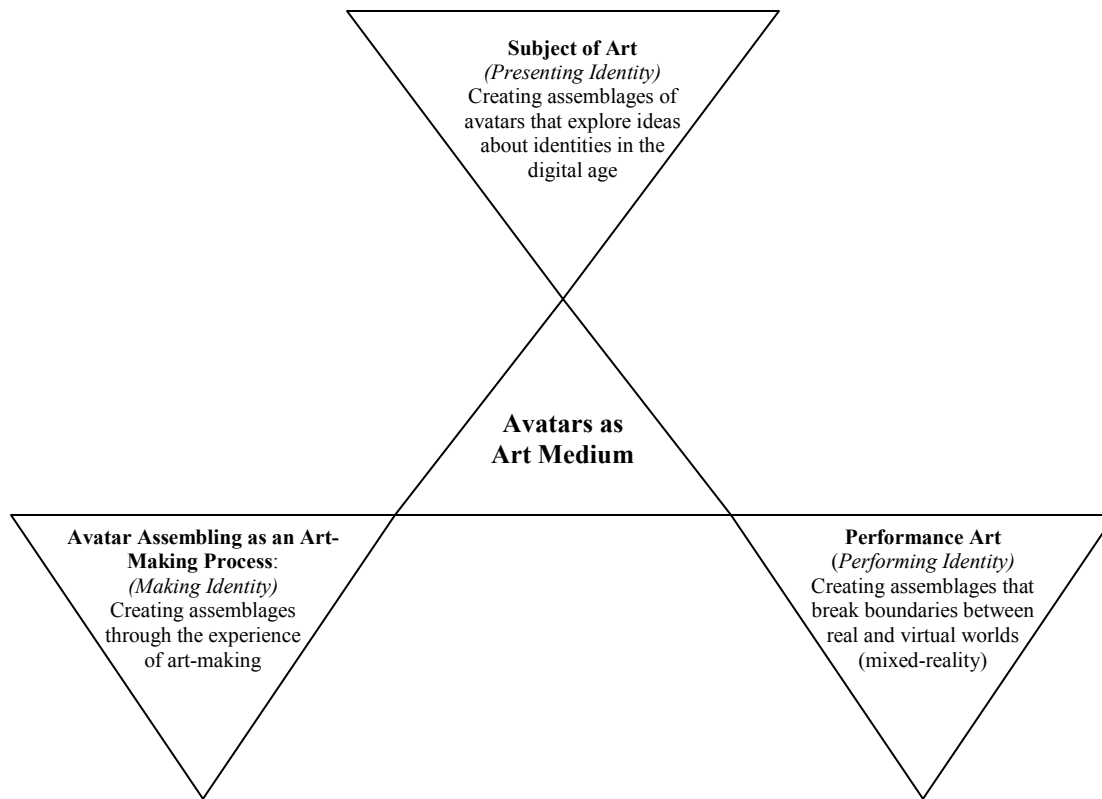 Subject of Art
(Presenting Identity)
Creating assemblages of
avatars that explore ideas
about identities in the
digital age
Avatars as
Art Medium
Avatar Assembling as an Art-
Making Process:
(Making Identity)
Creating assemblages
through the experience
of art-making
Performance Art
(Performing Identity)
Creating assemblages that
break boundaries between
real and virtual worlds
(mixed-reality)